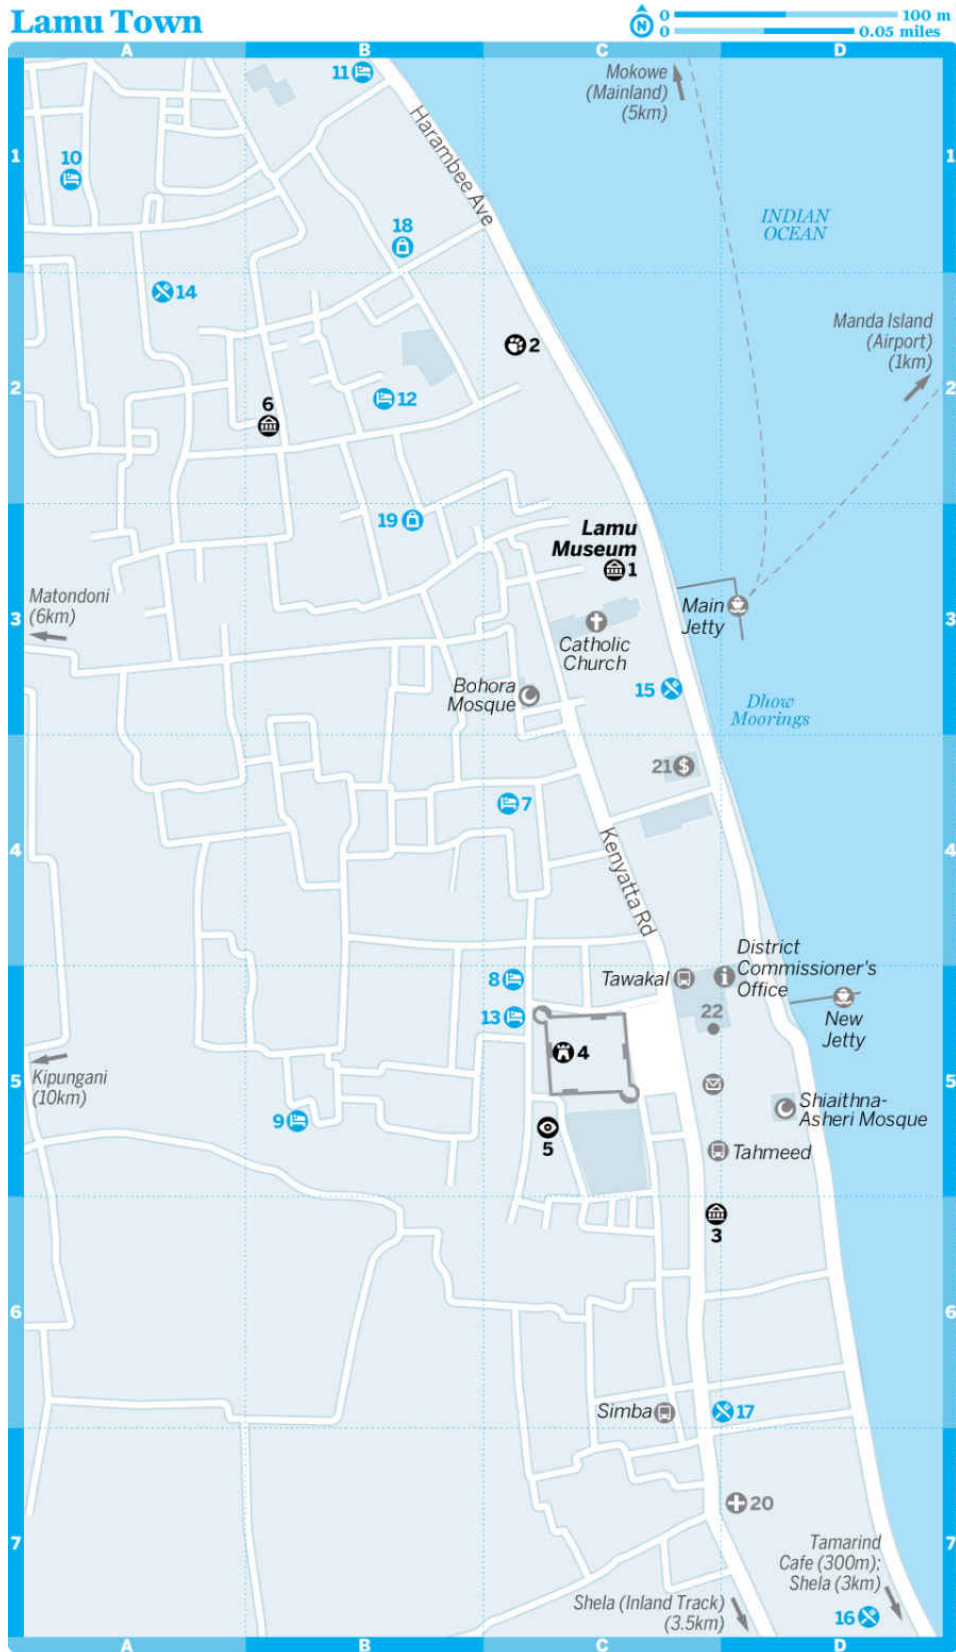 Lamu Town
N
0 100 m
0 0.05 miles
A B C D
11
Mokowe
(Mainland)
(5km)
Harambee Ave
1 1
10
INDIAN
OCEAN
18
14
Manda Island
(Airport)
(1km)
2
2 2
12
6
19
Lamu
Museum
1
Matondoni
(6km)
Main
Jetty
3 3
Catholic
Church
Bohora
Mosque
15
Dhow
Moorings
21 $
7
4 4
Kenyatta Rd
District
Commissioner's
Office
8
Tawakal
i
22
13
New
Jetty
4
Kipungani
(10km)
5 5
Shiaithna-
Asheri Mosque
9
5
Tahmeed
3
6 6
Simba
17
20
7 7
Tamarind
Cafe (300m);
Shela (3km)
Shela (Inland Track)
(3.5km)
16
A B C D